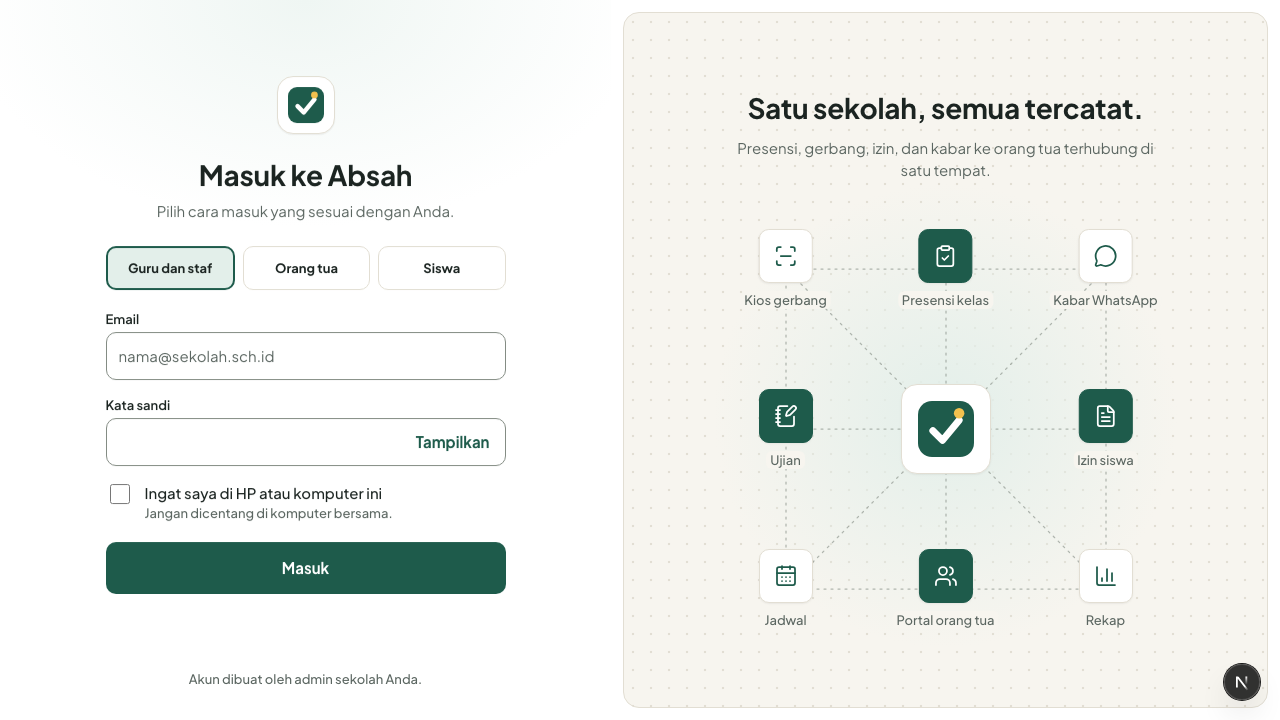 Masuk ke Absah
Pilih cara masuk yang sesuai dengan Anda.
Guru dan staf
Orang tua
Siswa
Email
nama@sekolah.sch.id
Kata sandi
Tampilkan
Ingat saya di HP atau komputer ini
Jangan dicentang di komputer bersama.
Masuk
Akun dibuat oleh admin sekolah Anda.
Satu sekolah, semua tercatat.
Presensi, gerbang, izin, dan kabar ke orang tua terhubung di
satu tempat.
Kios gerbang
Presensi kelas
Kabar WhatsApp
Ujian
Izin siswa
Jadwal
Portal orang tua
Rekap
N